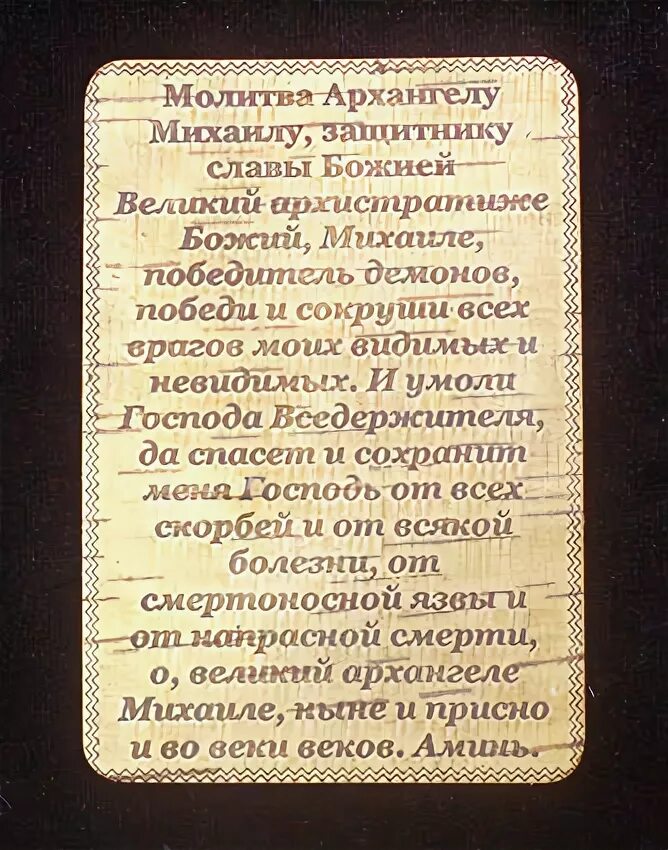 Молитва Архангелу
Михаилу, защитнику
славы Божией
Великий архистратиже
Божий, Михаиле,
победитель демонов,
победи и сокруши всех
врагов моих видимых и
невидимых. И умоли
Господа Вседержителя,
да спасет и сохранит
меня Господь от всех
скорбей и от всякой
болезни, от
смертоносной язвы и
от напрасной смерти,
о, великий архангеле
Михаиле, ныне и присно
и во веки веков. Аминь.